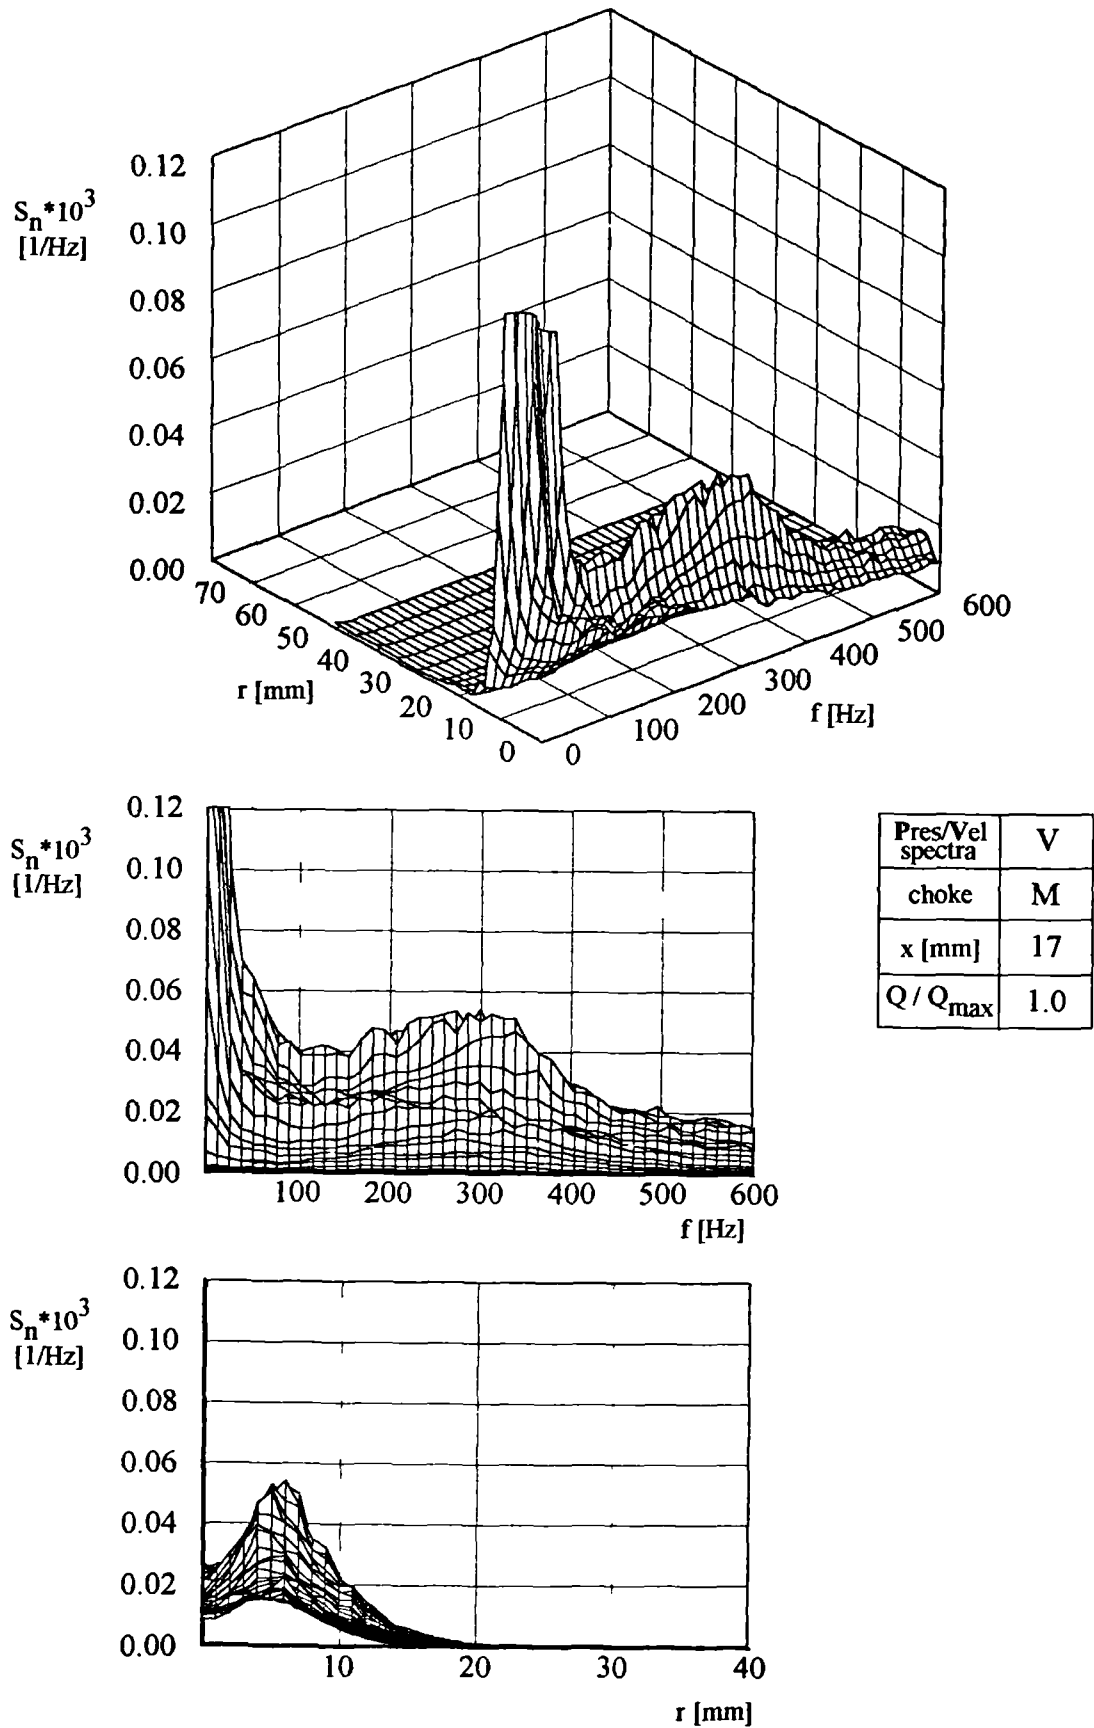 0.12
S_n*10^3
[1/Hz]
0.10
0.08
0.06
0.04
0.02
0.00
70 60 50 40 30 20 10 0
r [mm]
0 100 200 300 400 500 600
f [Hz]
0.12
S_n*10^3
[1/Hz]
0.10
0.08
0.06
0.04
0.02
0.00
100 200 300 400 500 600
f [Hz]
Pres/Vel spectra V
choke M
x [mm] 17
Q / Q_max 1.0
0.12
S_n*10^3
[1/Hz]
0.10
0.08
0.06
0.04
0.02
0.00
10 20 30 40
r [mm]